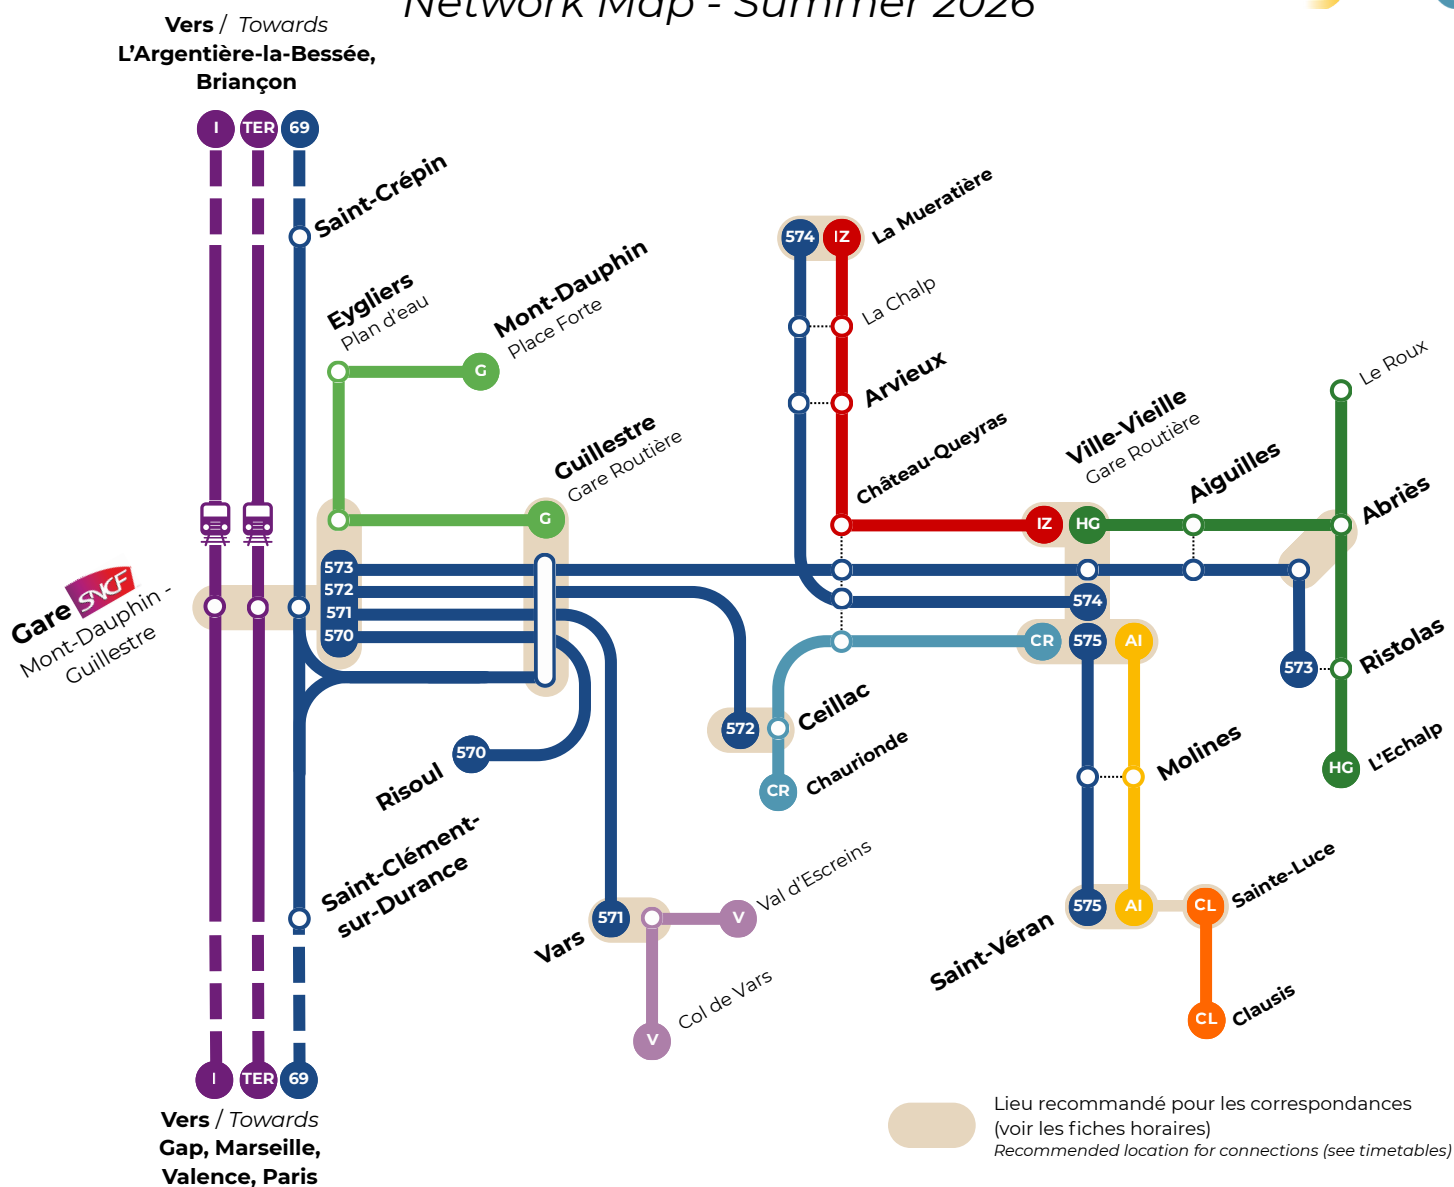 Network Map - Summer 2026
Vers / Towards
L'Argentière-la-Bessée,
Briançon
I
TER
69
Saint-Crépin
Eygliers
Plan d'eau
Mont-Dauphin
Place Forte
G
Guillestre
Gare Routière
G
574
IZ
La Mueratière
La Chalp
Arvieux
Château-Queyras
Ville-Vieille
Gare Routière
IZ
HG
Aiguilles
Le Roux
Abriès
Gare SNCF
Mont-Dauphin -
Guillestre
573
572
571
570
574
CR
575
AI
573
Ristolas
HG
L'Echalp
570
Risoul
572
Ceillac
CR
Chaurionde
Molines
Saint-Clément-
sur-Durance
571
Vars
V
Val d'Escreins
V
Col de Vars
575
AI
CL
Sainte-Luce
Saint-Véran
CL
Clausis
I
TER
69
Vers / Towards
Gap, Marseille,
Valence, Paris
Lieu recommandé pour les correspondances
(voir les fiches horaires)
Recommended location for connections (see timetables)